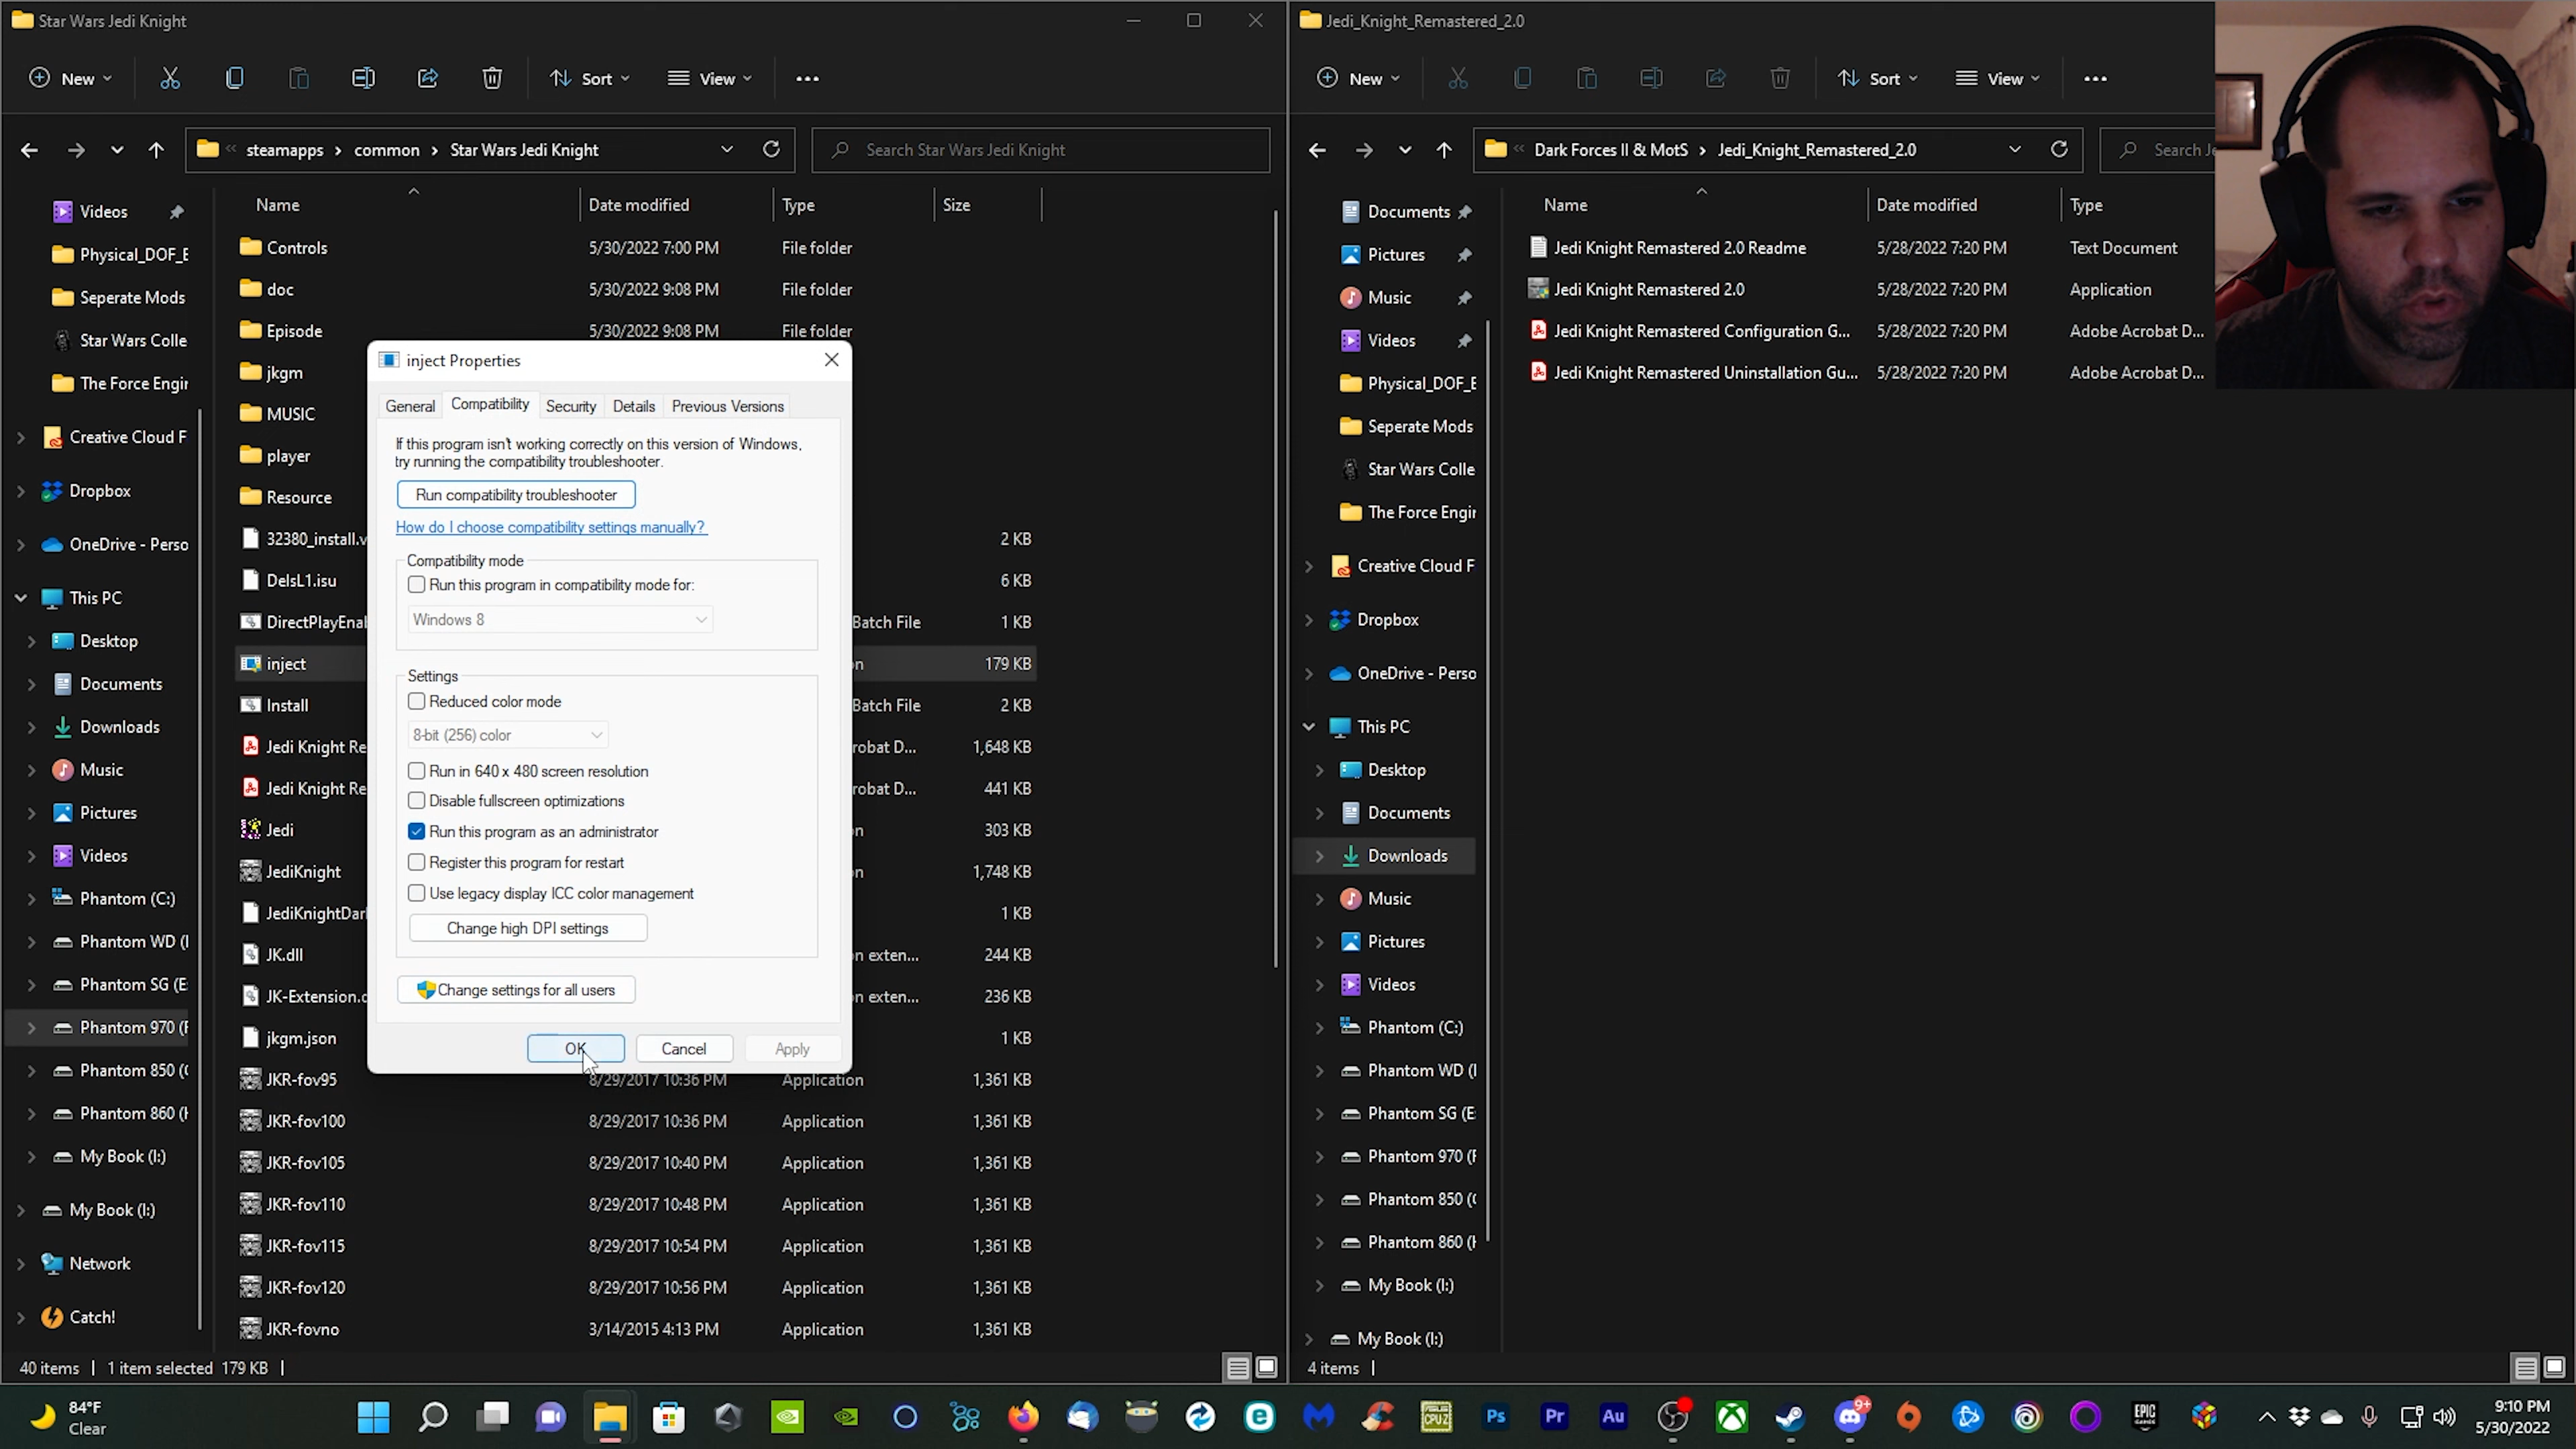 Star Wars Jedi Knight
New
Sort
View
steamapps > common > Star Wars Jedi Knight
Search Star Wars Jedi Knight
Name
Date modified
Type
Size
Videos
Physical_DOF_E
Seperate Mods
Star Wars Colle
The Force Engir
Creative Cloud F
Dropbox
OneDrive - Perso
This PC
Desktop
Documents
Downloads
Music
Pictures
Videos
Phantom (C:)
Phantom WD (
Phantom SG (E
Phantom 970 (F
Phantom 850 (
Phantom 860 (
My Book (I:)
My Book (I:)
Network
Catch!
Controls 5/30/2022 7:00 PM File folder
doc 5/30/2022 9:08 PM File folder
Episode 5/30/2022 9:08 PM File folder
jkgm
MUSIC
player
Resource
32380_install.v 2 KB
DelsL1.isu 6 KB
DirectPlayEnab Batch File 1 KB
inject 179 KB
Install Batch File 2 KB
Jedi Knight Re robat D... 1,648 KB
Jedi Knight Re robat D... 441 KB
Jedi 303 KB
JediKnight 1,748 KB
JediKnightDar 1 KB
JK.dll n exten... 244 KB
JK-Extension.d n exten... 236 KB
jkgm.json 1 KB
JKR-fov95 8/29/2017 10:36 PM Application 1,361 KB
JKR-fov100 8/29/2017 10:36 PM Application 1,361 KB
JKR-fov105 8/29/2017 10:40 PM Application 1,361 KB
JKR-fov110 8/29/2017 10:48 PM Application 1,361 KB
JKR-fov115 8/29/2017 10:54 PM Application 1,361 KB
JKR-fov120 8/29/2017 10:56 PM Application 1,361 KB
JKR-fovno 3/14/2015 4:13 PM Application 1,361 KB
40 items | 1 item selected 179 KB |
inject Properties
General Compatibility Security Details Previous Versions
If this program isn't working correctly on this version of Windows,
try running the compatibility troubleshooter.
Run compatibility troubleshooter
How do I choose compatibility settings manually?
Compatibility mode
Run this program in compatibility mode for:
Windows 8
Settings
Reduced color mode
8-bit (256) color
Run in 640 x 480 screen resolution
Disable fullscreen optimizations
Run this program as an administrator
Register this program for restart
Use legacy display ICC color management
Change high DPI settings
Change settings for all users
OK Cancel Apply
Jedi_Knight_Remastered_2.0
New
Sort
View
Dark Forces II & MotS > Jedi_Knight_Remastered_2.0
Search Je
Name
Date modified
Type
Documents
Pictures
Music
Videos
Physical_DOF_E
Seperate Mods
Star Wars Colle
The Force Engir
Creative Cloud F
Dropbox
OneDrive - Perso
This PC
Desktop
Documents
Downloads
Music
Pictures
Videos
Phantom (C:)
Phantom WD (
Phantom SG (E
Phantom 970 (F
Phantom 850 (
Phantom 860 (
My Book (I:)
My Book (I:)
Jedi Knight Remastered 2.0 Readme 5/28/2022 7:20 PM Text Document
Jedi Knight Remastered 2.0 5/28/2022 7:20 PM Application
Jedi Knight Remastered Configuration G... 5/28/2022 7:20 PM Adobe Acrobat D...
Jedi Knight Remastered Uninstallation Gu... 5/28/2022 7:20 PM Adobe Acrobat D...
4 items |
84°F
Clear
CPU Z
Ps
Pr
Au
9+
EPIC
GAMES
9:10 PM
5/30/2022